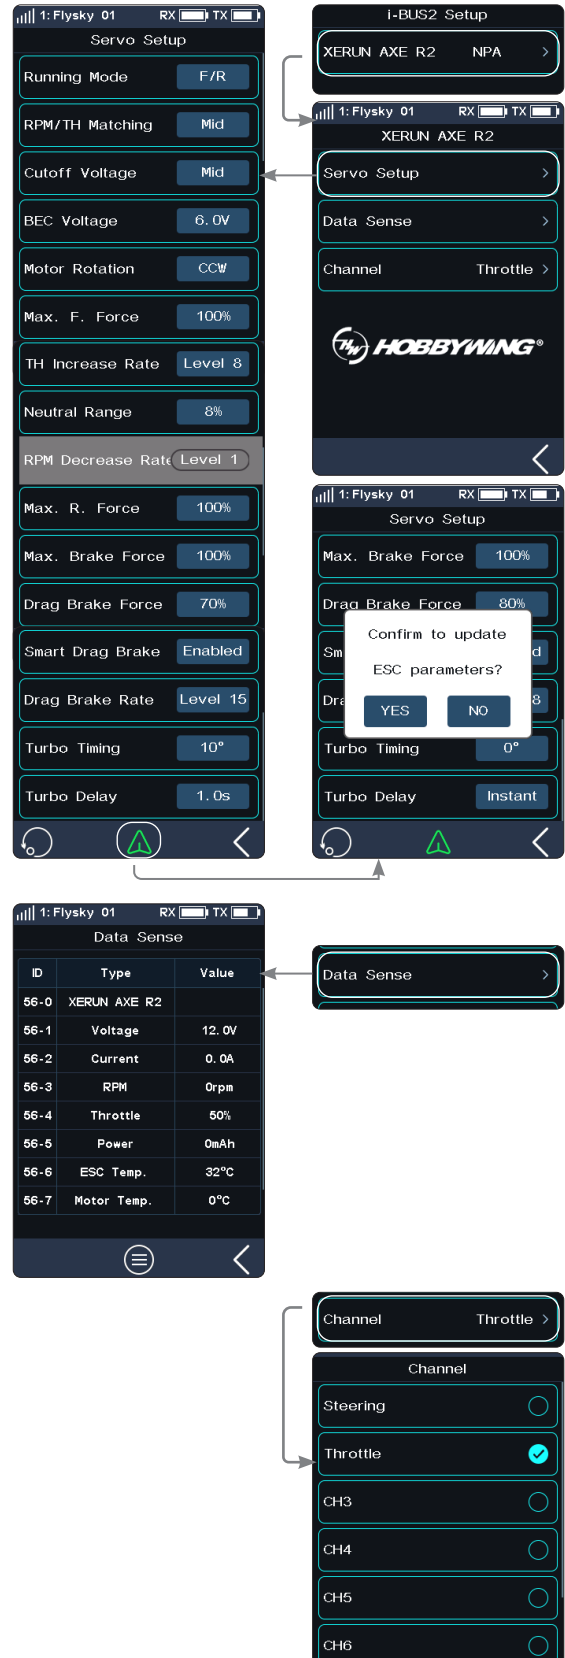 1: Flysky 01 RX TX
Servo Setup
Running Mode F/R
RPM/TH Matching Mid
Cutoff Voltage Mid
BEC Voltage 6.0V
Motor Rotation CCW
Max. F. Force 100%
TH Increase Rate Level 8
Neutral Range 8%
RPM Decrease Rate Level 1
Max. R. Force 100%
Max. Brake Force 100%
Drag Brake Force 70%
Smart Drag Brake Enabled
Drag Brake Rate Level 15
Turbo Timing 10°
Turbo Delay 1.0s
i-BUS2 Setup
XERUN AXE R2 NPA >
1: Flysky 01 RX TX
XERUN AXE R2
Servo Setup >
Data Sense >
Channel Throttle >
HW HOBBYWING®
1: Flysky 01 RX TX
Servo Setup
Max. Brake Force 100%
Drag Brake Force 80%
Sm d
Dra 8
Confirm to update
ESC parameters?
YES NO
Turbo Timing 0°
Turbo Delay Instant
1: Flysky 01 RX TX
Data Sense
ID Type Value
56-0 XERUN AXE R2
56-1 Voltage 12.0V
56-2 Current 0.0A
56-3 RPM 0rpm
56-4 Throttle 50%
56-5 Power 0mAh
56-6 ESC Temp. 32°C
56-7 Motor Temp. 0°C
Data Sense >
Channel Throttle >
Channel
Steering
Throttle
CH3
CH4
CH5
CH6